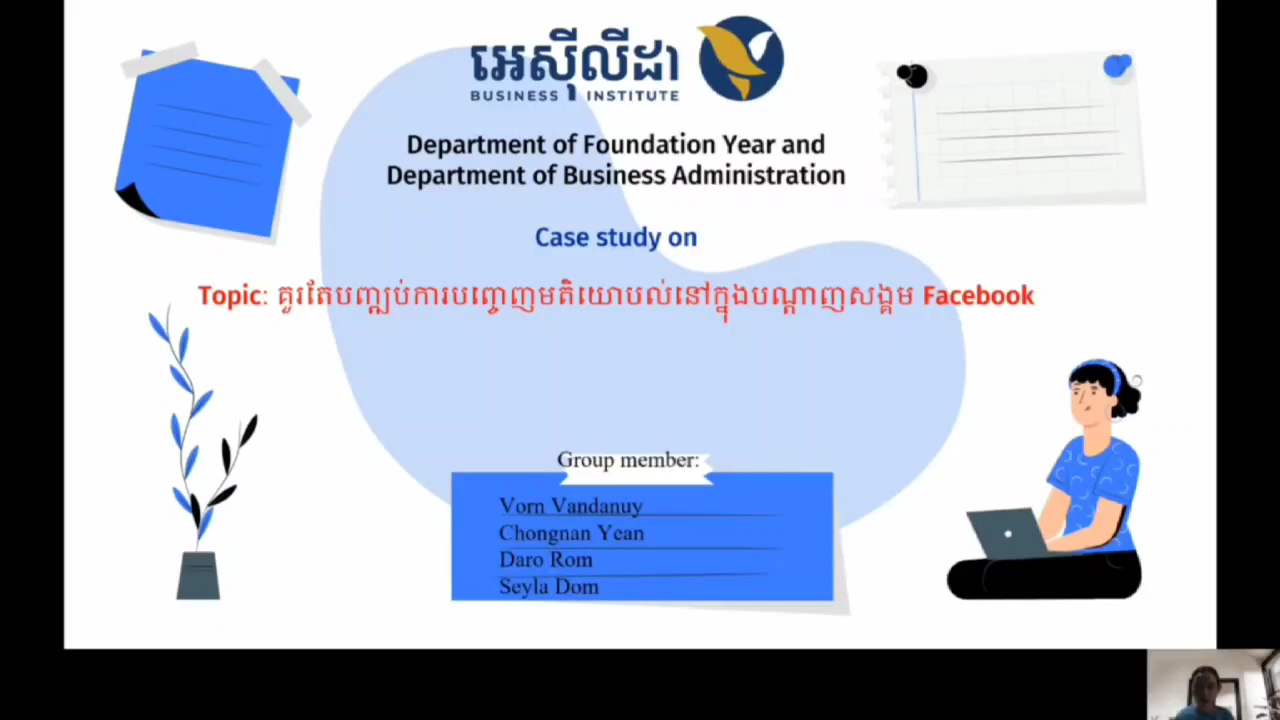 អេស៊ីលីដា
BUSINESS INSTITUTE
Department of Foundation Year and
Department of Business Administration
Case study on
Topic: គួរតែបញ្ឈប់ការបញ្ចេញមតិយោបល់នៅក្នុងបណ្តាញសង្គម Facebook
Group member:
Vorn Vandanuy
Chongnan Yean
Daro Rom
Seyla Dom